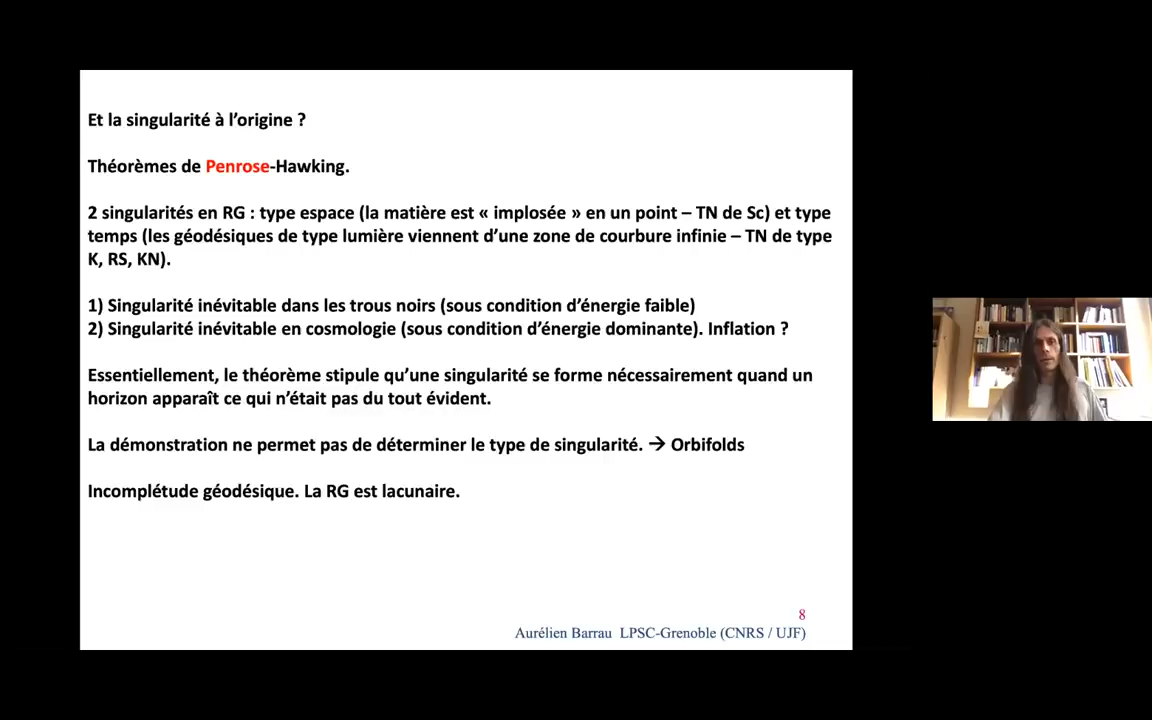 Et la singularité à l’origine ?
Théorèmes de Penrose-Hawking.
2 singularités en RG : type espace (la matière est « implosée » en un point – TN de Sc) et type
temps (les géodésiques de type lumière viennent d’une zone de courbure infinie – TN de type
K, RS, KN).
1) Singularité inévitable dans les trous noirs (sous condition d’énergie faible)
2) Singularité inévitable en cosmologie (sous condition d’énergie dominante). Inflation ?
Essentiellement, le théorème stipule qu’une singularité se forme nécessairement quand un
horizon apparaît ce qui n’était pas du tout évident.
La démonstration ne permet pas de déterminer le type de singularité. → Orbifolds
Incomplétude géodésique. La RG est lacunaire.
8
Aurélien Barrau LPSC-Grenoble (CNRS / UJF)